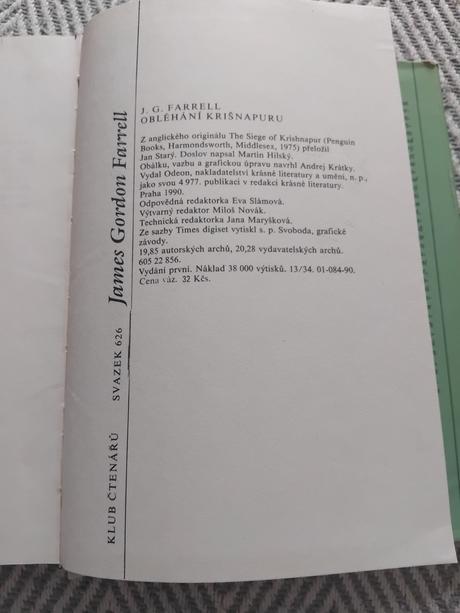 J. G. FARRELL
OBLÉHÁNÍ KRIŠNAPURU
Z anglického originálu The Siege of Krishnapur (Penguin
Books, Harmondsworth, Middlesex, 1975) přeložil
Jan Starý. Doslov napsal Martin Hilský.
Obálku, vazbu a grafickou úpravu navrhl Andrej Krátky.
Vydal Odeon, nakladatelství krásné literatury a umění, n. p.,
jako svou 4 977. publikaci v redakci krásné literatury.
Praha 1990.
Odpovědná redaktorka Eva Slámová.
Výtvarný redaktor Miloš Novák.
Technická redaktorka Jana Maryšková.
Ze sazby Times digiset vytiskl s. p. Svoboda, grafické
závody.
19,85 autorských archů, 20,28 vydavatelských archů.
605 22 856.
Vydání první. Náklad 38 000 výtisků. 13/34. 01-084-90.
Cena váz. 32 Kčs.
KLUB ČTENÁŘŮ SVAZEK 626 James Gordon Farrell